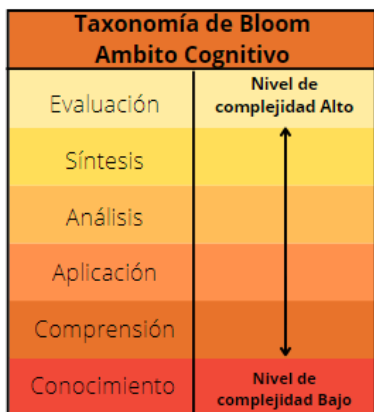 Taxonomía de Bloom
Ambito Cognitivo
Evaluación
Nivel de
complejidad Alto
Síntesis
Análisis
Aplicación
Comprensión
Conocimiento
Nivel de
complejidad Bajo